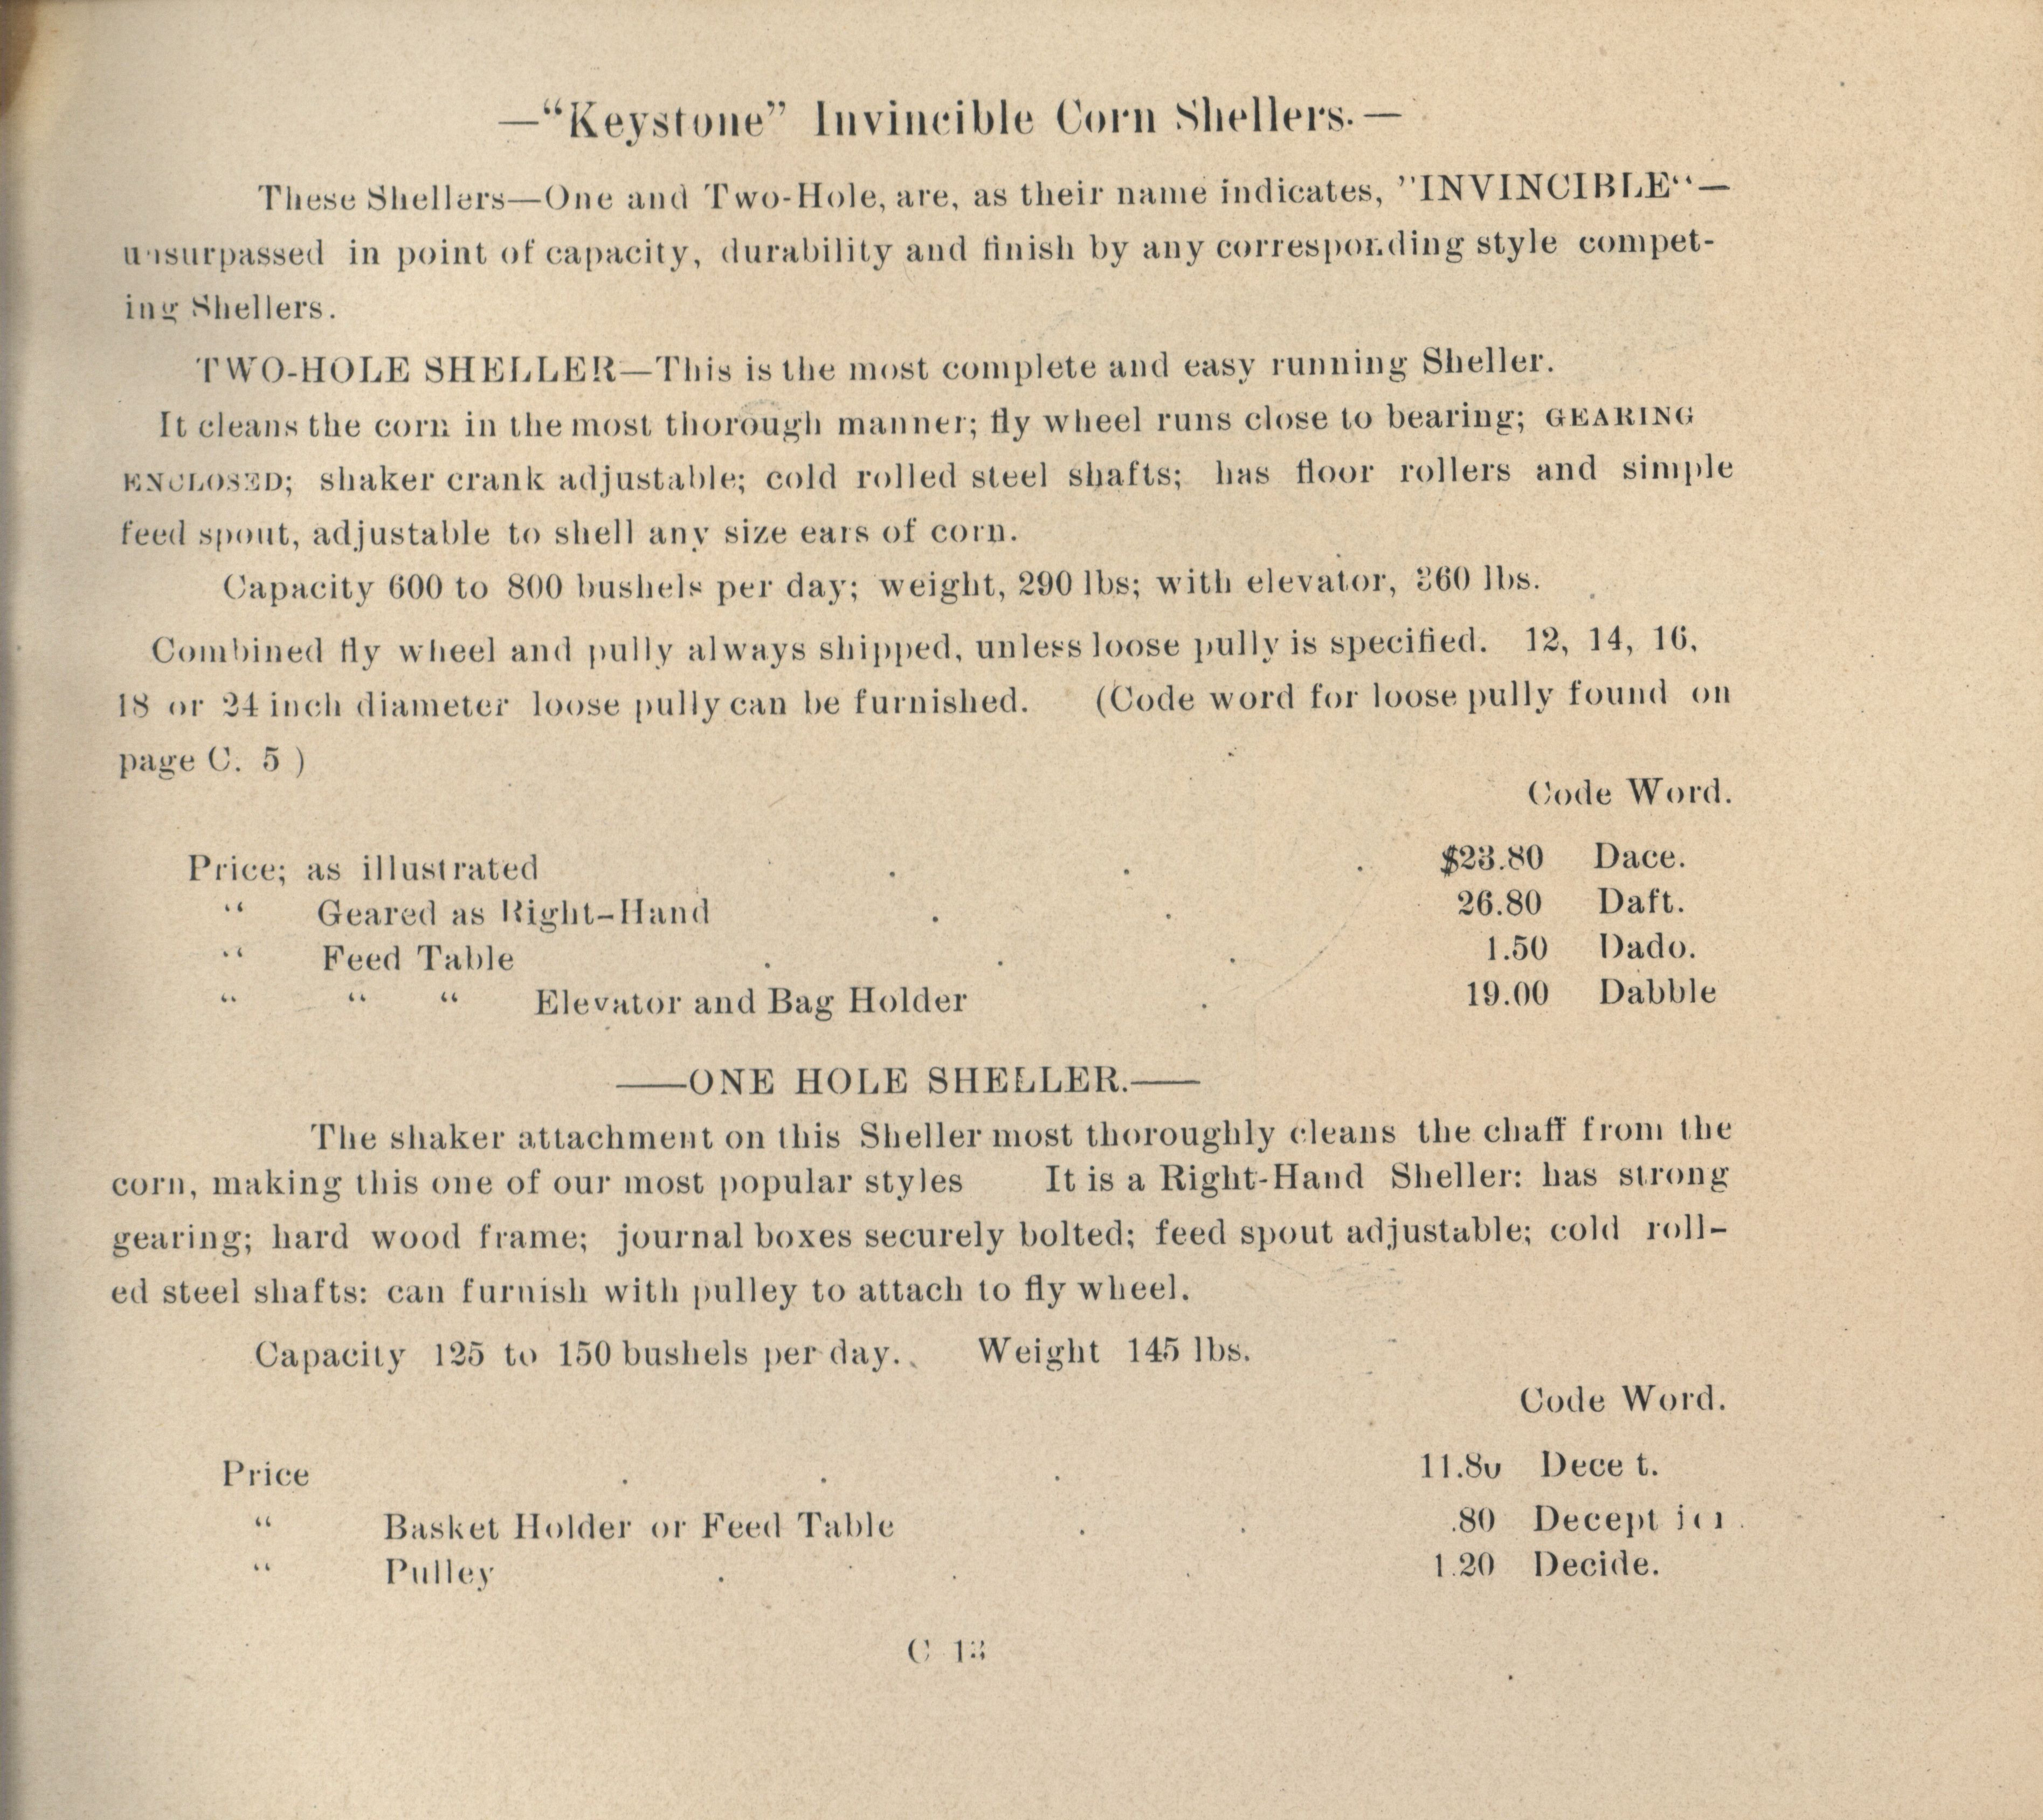 —“Keystone” Invincible Corn Shellers.—
These Shellers—One and Two-Hole, are, as their name indicates, "INVINCIBLE“—
unsurpassed in point of capacity, durability and finish by any corresponding style compet-
ing Shellers.
TWO-HOLE SHELLER—This is the most complete and easy running Sheller.
It cleans the corn in the most thorough manner; fly wheel runs close to bearing; GEARING
ENCLOSED; shaker crank adjustable; cold rolled steel shafts; has floor rollers and simple
feed spout, adjustable to shell any size ears of corn.
Capacity 600 to 800 bushels per day; weight, 290 lbs; with elevator, 360 lbs.
Combined fly wheel and pully always shipped, unless loose pully is specified. 12, 14, 16,
18 or 24 inch diameter loose pully can be furnished. (Code word for loose pully found on
page C. 5 )
Code Word.
Price; as illustrated . . . $23.80 Dace.
“ Geared as Right-Hand . . 26.80 Daft.
“ Feed Table . . . 1.50 Dado.
“ “ “ Elevator and Bag Holder . 19.00 Dabble
——ONE HOLE SHELLER.——
The shaker attachment on this Sheller most thoroughly cleans the chaff from the
corn, making this one of our most popular styles It is a Right-Hand Sheller: has strong
gearing; hard wood frame; journal boxes securely bolted; feed spout adjustable; cold roll-
ed steel shafts: can furnish with pulley to attach to fly wheel.
Capacity 125 to 150 bushels per day. Weight 145 lbs.
Code Word.
Price . . . 11.80 Dece t.
“ Basket Holder or Feed Table . . .80 Deception.
“ Pulley . . . 1.20 Decide.
C 13